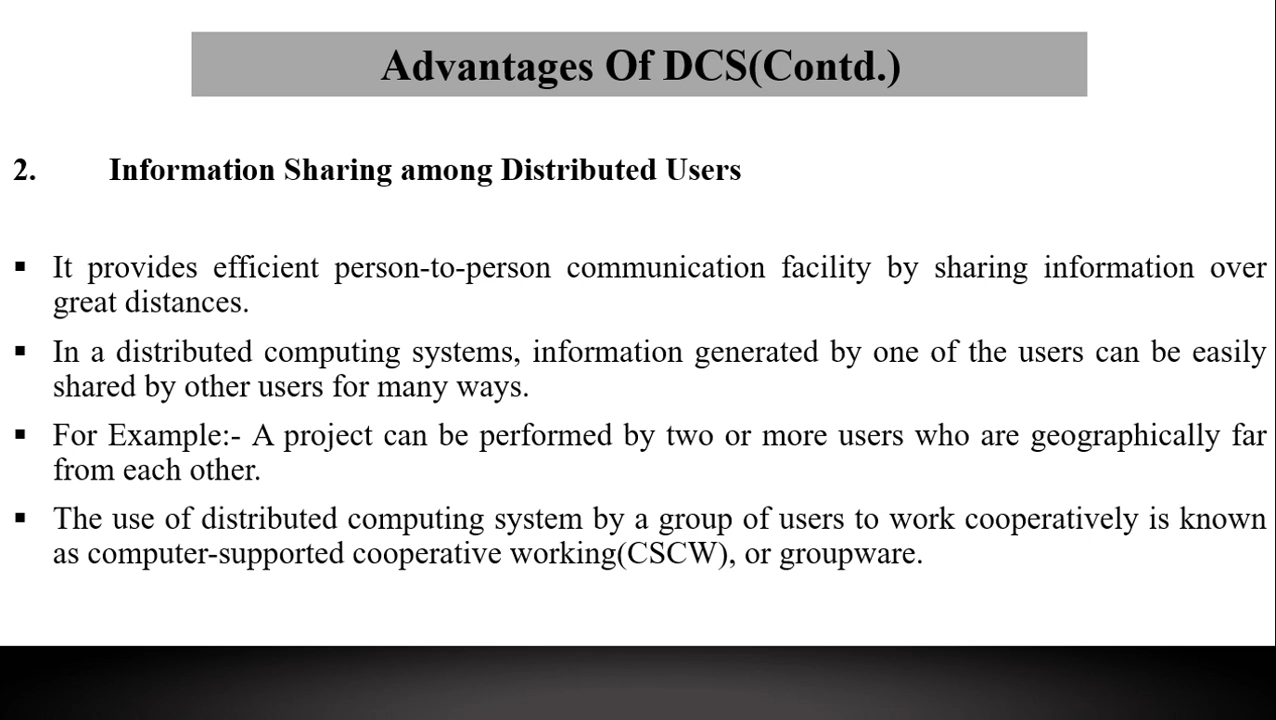 Advantages Of DCS(Contd.)
2. Information Sharing among Distributed Users
▪ It provides efficient person-to-person communication facility by sharing information over
great distances.
▪ In a distributed computing systems, information generated by one of the users can be easily
shared by other users for many ways.
▪ For Example:- A project can be performed by two or more users who are geographically far
from each other.
▪ The use of distributed computing system by a group of users to work cooperatively is known
as computer-supported cooperative working(CSCW), or groupware.